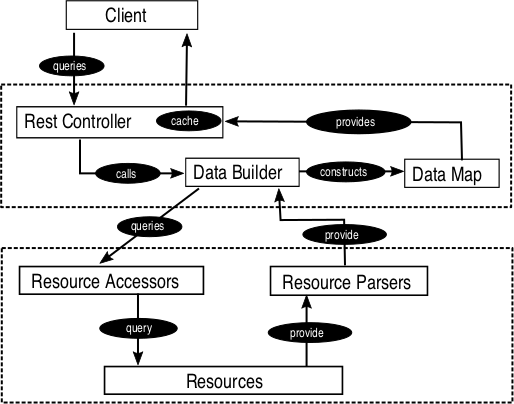 Client
queries
Rest Controller
cache
provides
calls
Data Builder
constructs
Data Map
queries
provide
Resource Accessors
Resource Parsers
query
provide
Resources